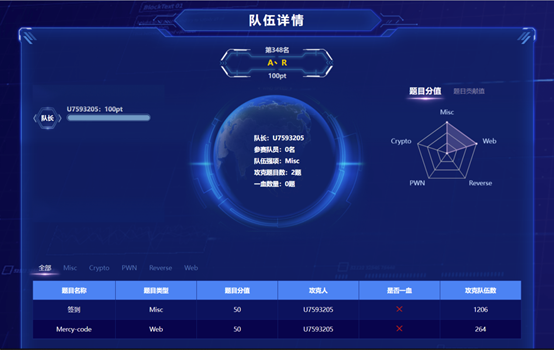 队伍详情
第348名
A、R
100pt
队长
U7593205：100pt
队长：U7593205
参赛队员：0名
队伍强项：Misc
攻克题目数：2题
一血数量：0题
题目分值 题目贡献值
Misc
Web
Reverse
PWN
Crypto
全部 Misc Crypto PWN Reverse Web
题目名称 题目类型 题目分值 攻克人 是否一血 攻克队伍数
签到 Misc 50 U7593205 × 1206
Mercy-code Web 50 U7593205 × 264